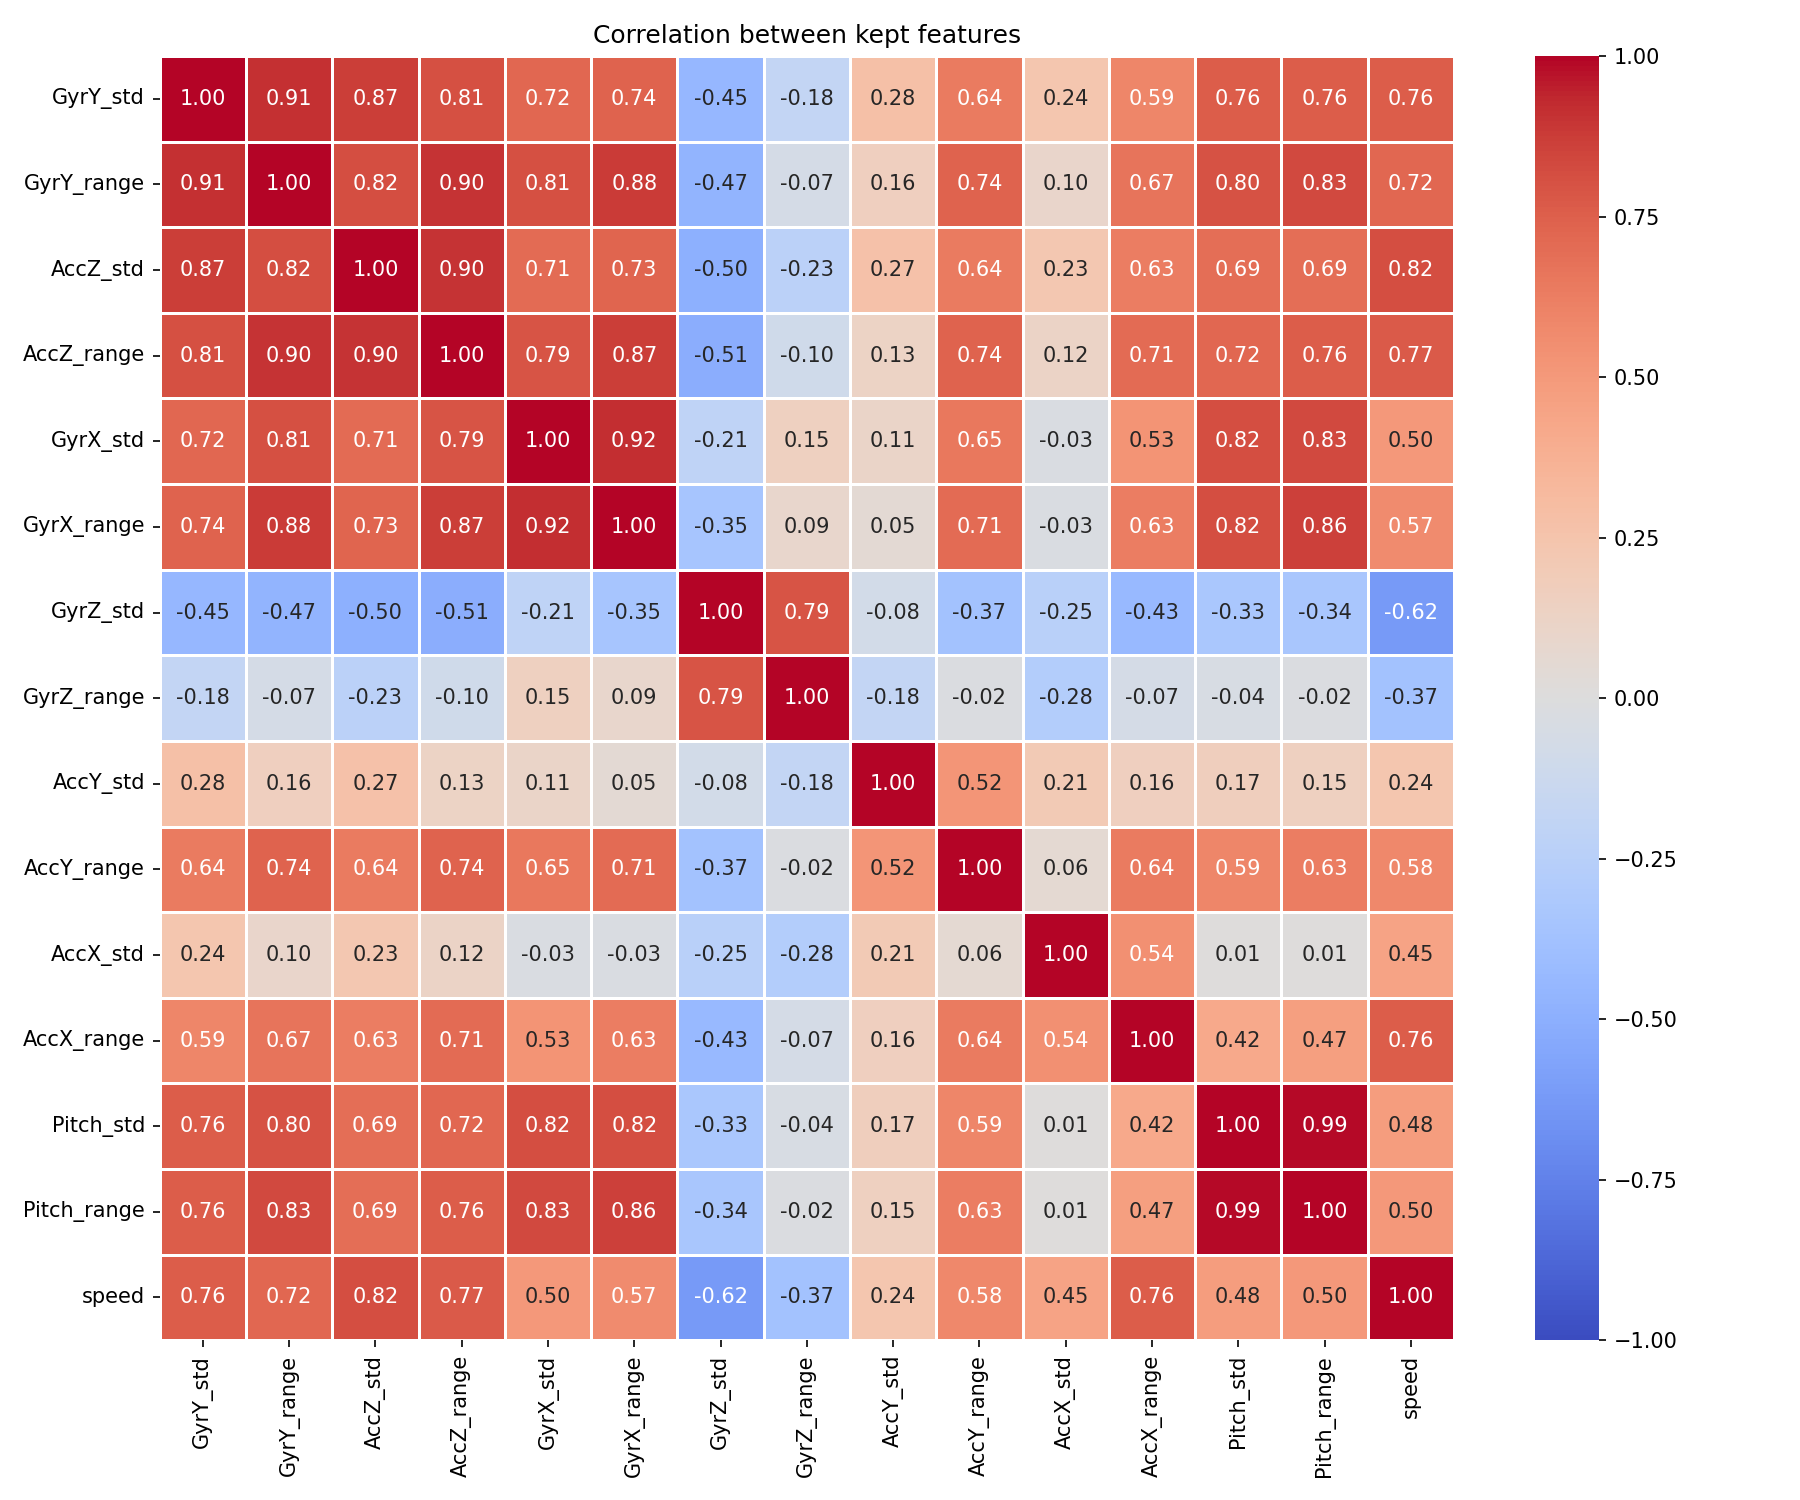 Correlation between kept features
GyrY_std 1.00 0.91 0.87 0.81 0.72 0.74 -0.45 -0.18 0.28 0.64 0.24 0.59 0.76 0.76 0.76
GyrY_range 0.91 1.00 0.82 0.90 0.81 0.88 -0.47 -0.07 0.16 0.74 0.10 0.67 0.80 0.83 0.72
AccZ_std 0.87 0.82 1.00 0.90 0.71 0.73 -0.50 -0.23 0.27 0.64 0.23 0.63 0.69 0.69 0.82
AccZ_range 0.81 0.90 0.90 1.00 0.79 0.87 -0.51 -0.10 0.13 0.74 0.12 0.71 0.72 0.76 0.77
GyrX_std 0.72 0.81 0.71 0.79 1.00 0.92 -0.21 0.15 0.11 0.65 -0.03 0.53 0.82 0.83 0.50
GyrX_range 0.74 0.88 0.73 0.87 0.92 1.00 -0.35 0.09 0.05 0.71 -0.03 0.63 0.82 0.86 0.57
GyrZ_std -0.45 -0.47 -0.50 -0.51 -0.21 -0.35 1.00 0.79 -0.08 -0.37 -0.25 -0.43 -0.33 -0.34 -0.62
GyrZ_range -0.18 -0.07 -0.23 -0.10 0.15 0.09 0.79 1.00 -0.18 -0.02 -0.28 -0.07 -0.04 -0.02 -0.37
AccY_std 0.28 0.16 0.27 0.13 0.11 0.05 -0.08 -0.18 1.00 0.52 0.21 0.16 0.17 0.15 0.24
AccY_range 0.64 0.74 0.64 0.74 0.65 0.71 -0.37 -0.02 0.52 1.00 0.06 0.64 0.59 0.63 0.58
AccX_std 0.24 0.10 0.23 0.12 -0.03 -0.03 -0.25 -0.28 0.21 0.06 1.00 0.54 0.01 0.01 0.45
AccX_range 0.59 0.67 0.63 0.71 0.53 0.63 -0.43 -0.07 0.16 0.64 0.54 1.00 0.42 0.47 0.76
Pitch_std 0.76 0.80 0.69 0.72 0.82 0.82 -0.33 -0.04 0.17 0.59 0.01 0.42 1.00 0.99 0.48
Pitch_range 0.76 0.83 0.69 0.76 0.83 0.86 -0.34 -0.02 0.15 0.63 0.01 0.47 0.99 1.00 0.50
speed 0.76 0.72 0.82 0.77 0.50 0.57 -0.62 -0.37 0.24 0.58 0.45 0.76 0.48 0.50 1.00
GyrY_std GyrY_range AccZ_std AccZ_range GyrX_std GyrX_range GyrZ_std GyrZ_range AccY_std AccY_range AccX_std AccX_range Pitch_std Pitch_range speed
1.00
0.75
0.50
0.25
0.00
−0.25
−0.50
−0.75
−1.00